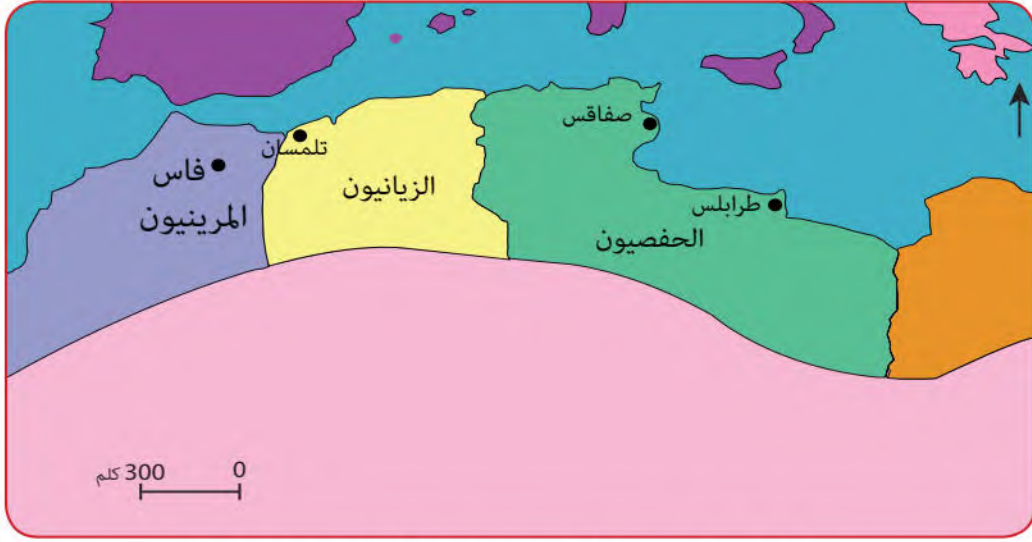 صفاقس
تلمسان
فاس
الزيانيون
طرابلس
المرينيون
الحفصيون
300 كلم
0